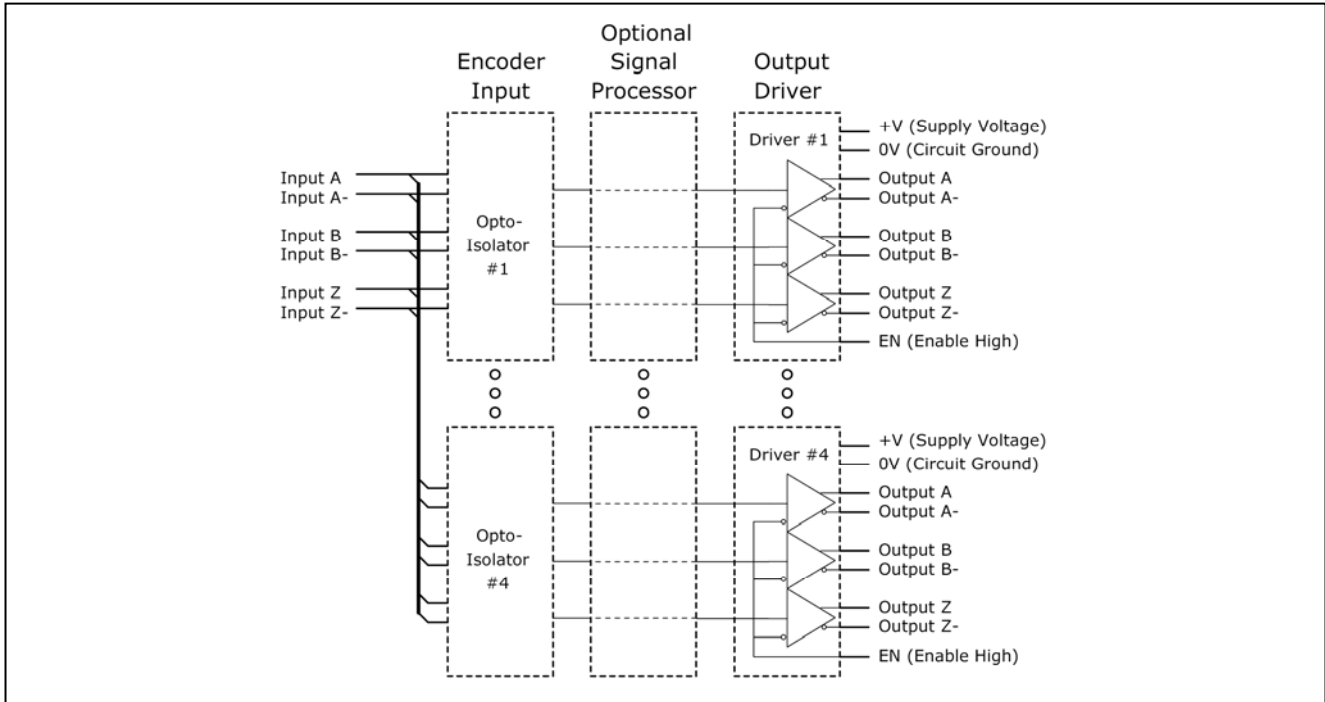 Encoder
Input
Optional
Signal
Processor
Output
Driver
Input A
Input A-
Input B
Input B-
Input Z
Input Z-
Opto-
Isolator
#1
Driver #1
+V (Supply Voltage)
0V (Circuit Ground)
Output A
Output A-
Output B
Output B-
Output Z
Output Z-
EN (Enable High)
Opto-
Isolator
#4
Driver #4
+V (Supply Voltage)
0V (Circuit Ground)
Output A
Output A-
Output B
Output B-
Output Z
Output Z-
EN (Enable High)